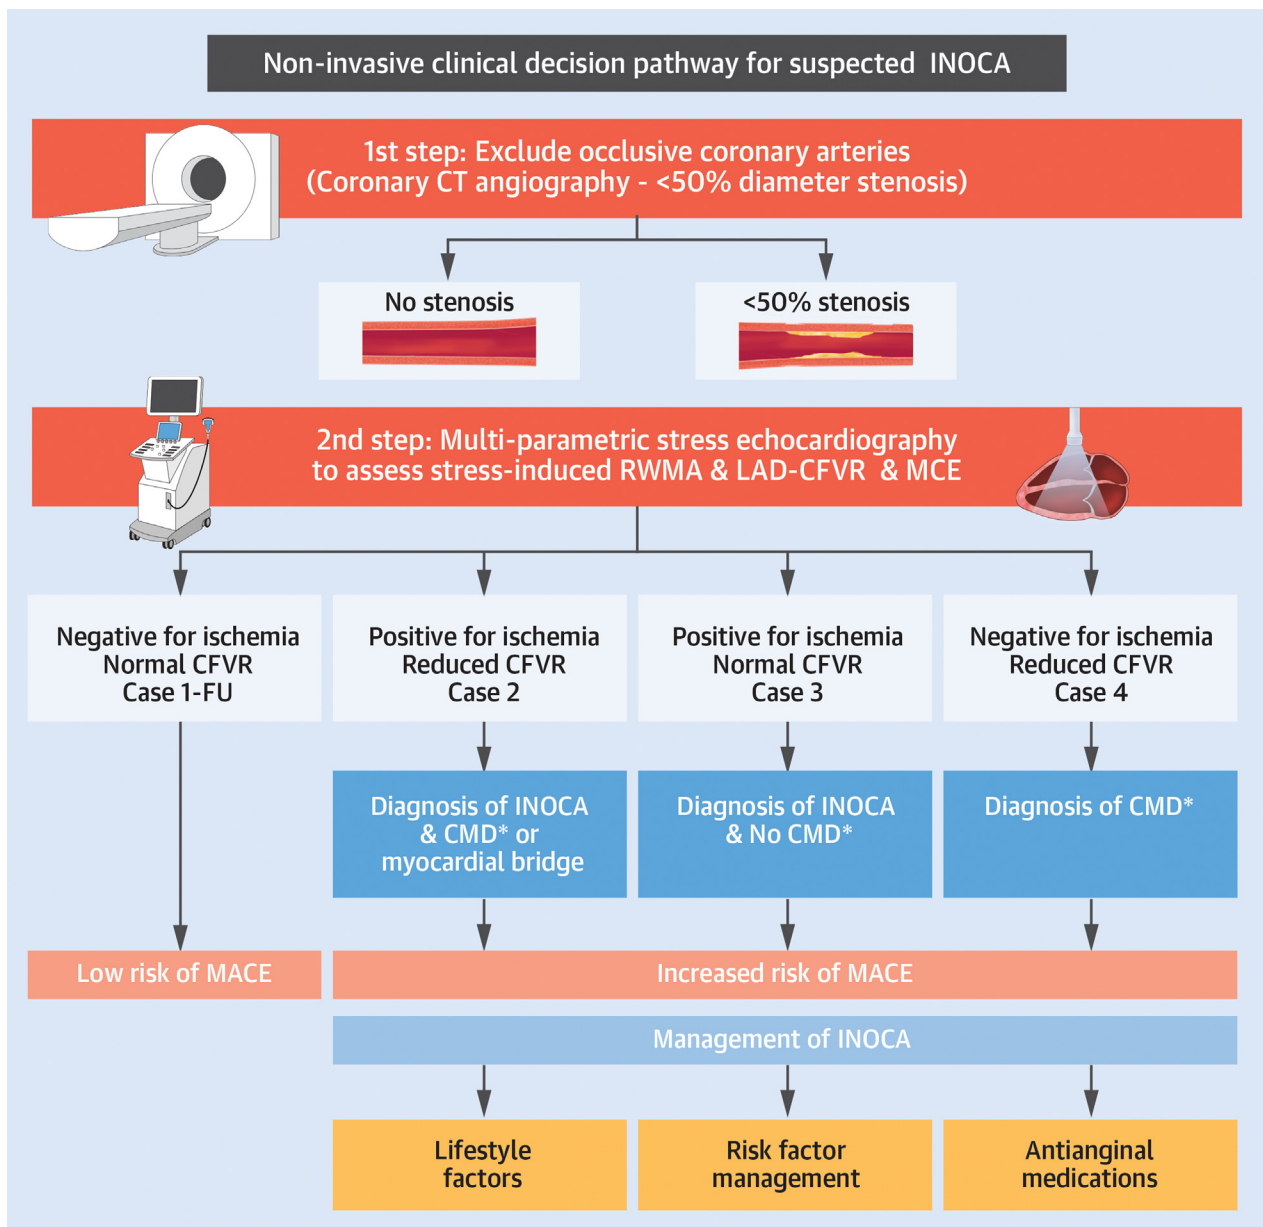 Non-invasive clinical decision pathway for suspected INOCA
1st step: Exclude occlusive coronary arteries
(Coronary CT angiography - <50% diameter stenosis)
No stenosis
<50% stenosis
2nd step: Multi-parametric stress echocardiography
to assess stress-induced RWMA & LAD-CFVR & MCE
Negative for ischemia
Normal CFVR
Case 1-FU
Positive for ischemia
Reduced CFVR
Case 2
Positive for ischemia
Normal CFVR
Case 3
Negative for ischemia
Reduced CFVR
Case 4
Diagnosis of INOCA
& CMD* or
myocardial bridge
Diagnosis of INOCA
& No CMD*
Diagnosis of CMD*
Low risk of MACE
Increased risk of MACE
Management of INOCA
Lifestyle
factors
Risk factor
management
Antianginal
medications